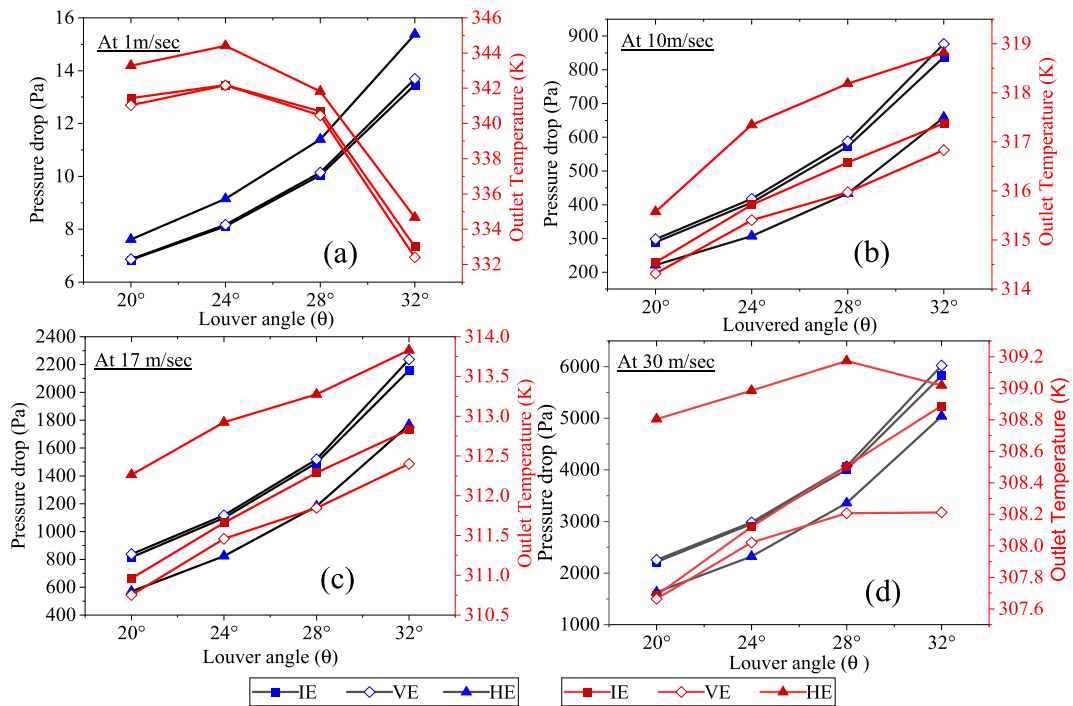 At 1m/sec
Pressure drop (Pa)
16
14
12
10
8
6
20° 24° 28° 32°
Louver angle (θ)
346
344
342
340
338
336
334
332
Outlet Temperature (K)
(a)
At 10m/sec
Pressure drop (Pa)
900
800
700
600
500
400
300
200
20° 24° 28° 32°
Louvered angle (θ)
319
318
317
316
315
314
Outlet Temperature (K)
(b)
At 17 m/sec
Pressure drop (Pa)
2400
2200
2000
1800
1600
1400
1200
1000
800
600
400
20° 24° 28° 32°
Louver angle (θ)
314.0
313.5
313.0
312.5
312.0
311.5
311.0
310.5
Outlet Temperature (K)
(c)
At 30 m/sec
Pressure drop (Pa)
6000
5000
4000
3000
2000
1000
20° 24° 28° 32°
Louver angle (θ )
309.2
309.0
308.8
308.6
308.4
308.2
308.0
307.8
307.6
Outlet Temperature (K)
(d)
IE VE HE
IE VE HE